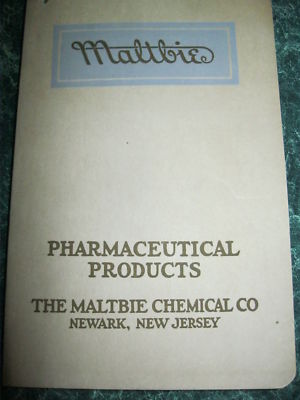 Maltbie
PHARMACEUTICAL
PRODUCTS
THE MALTBIE CHEMICAL CO
NEWARK, NEW JERSEY